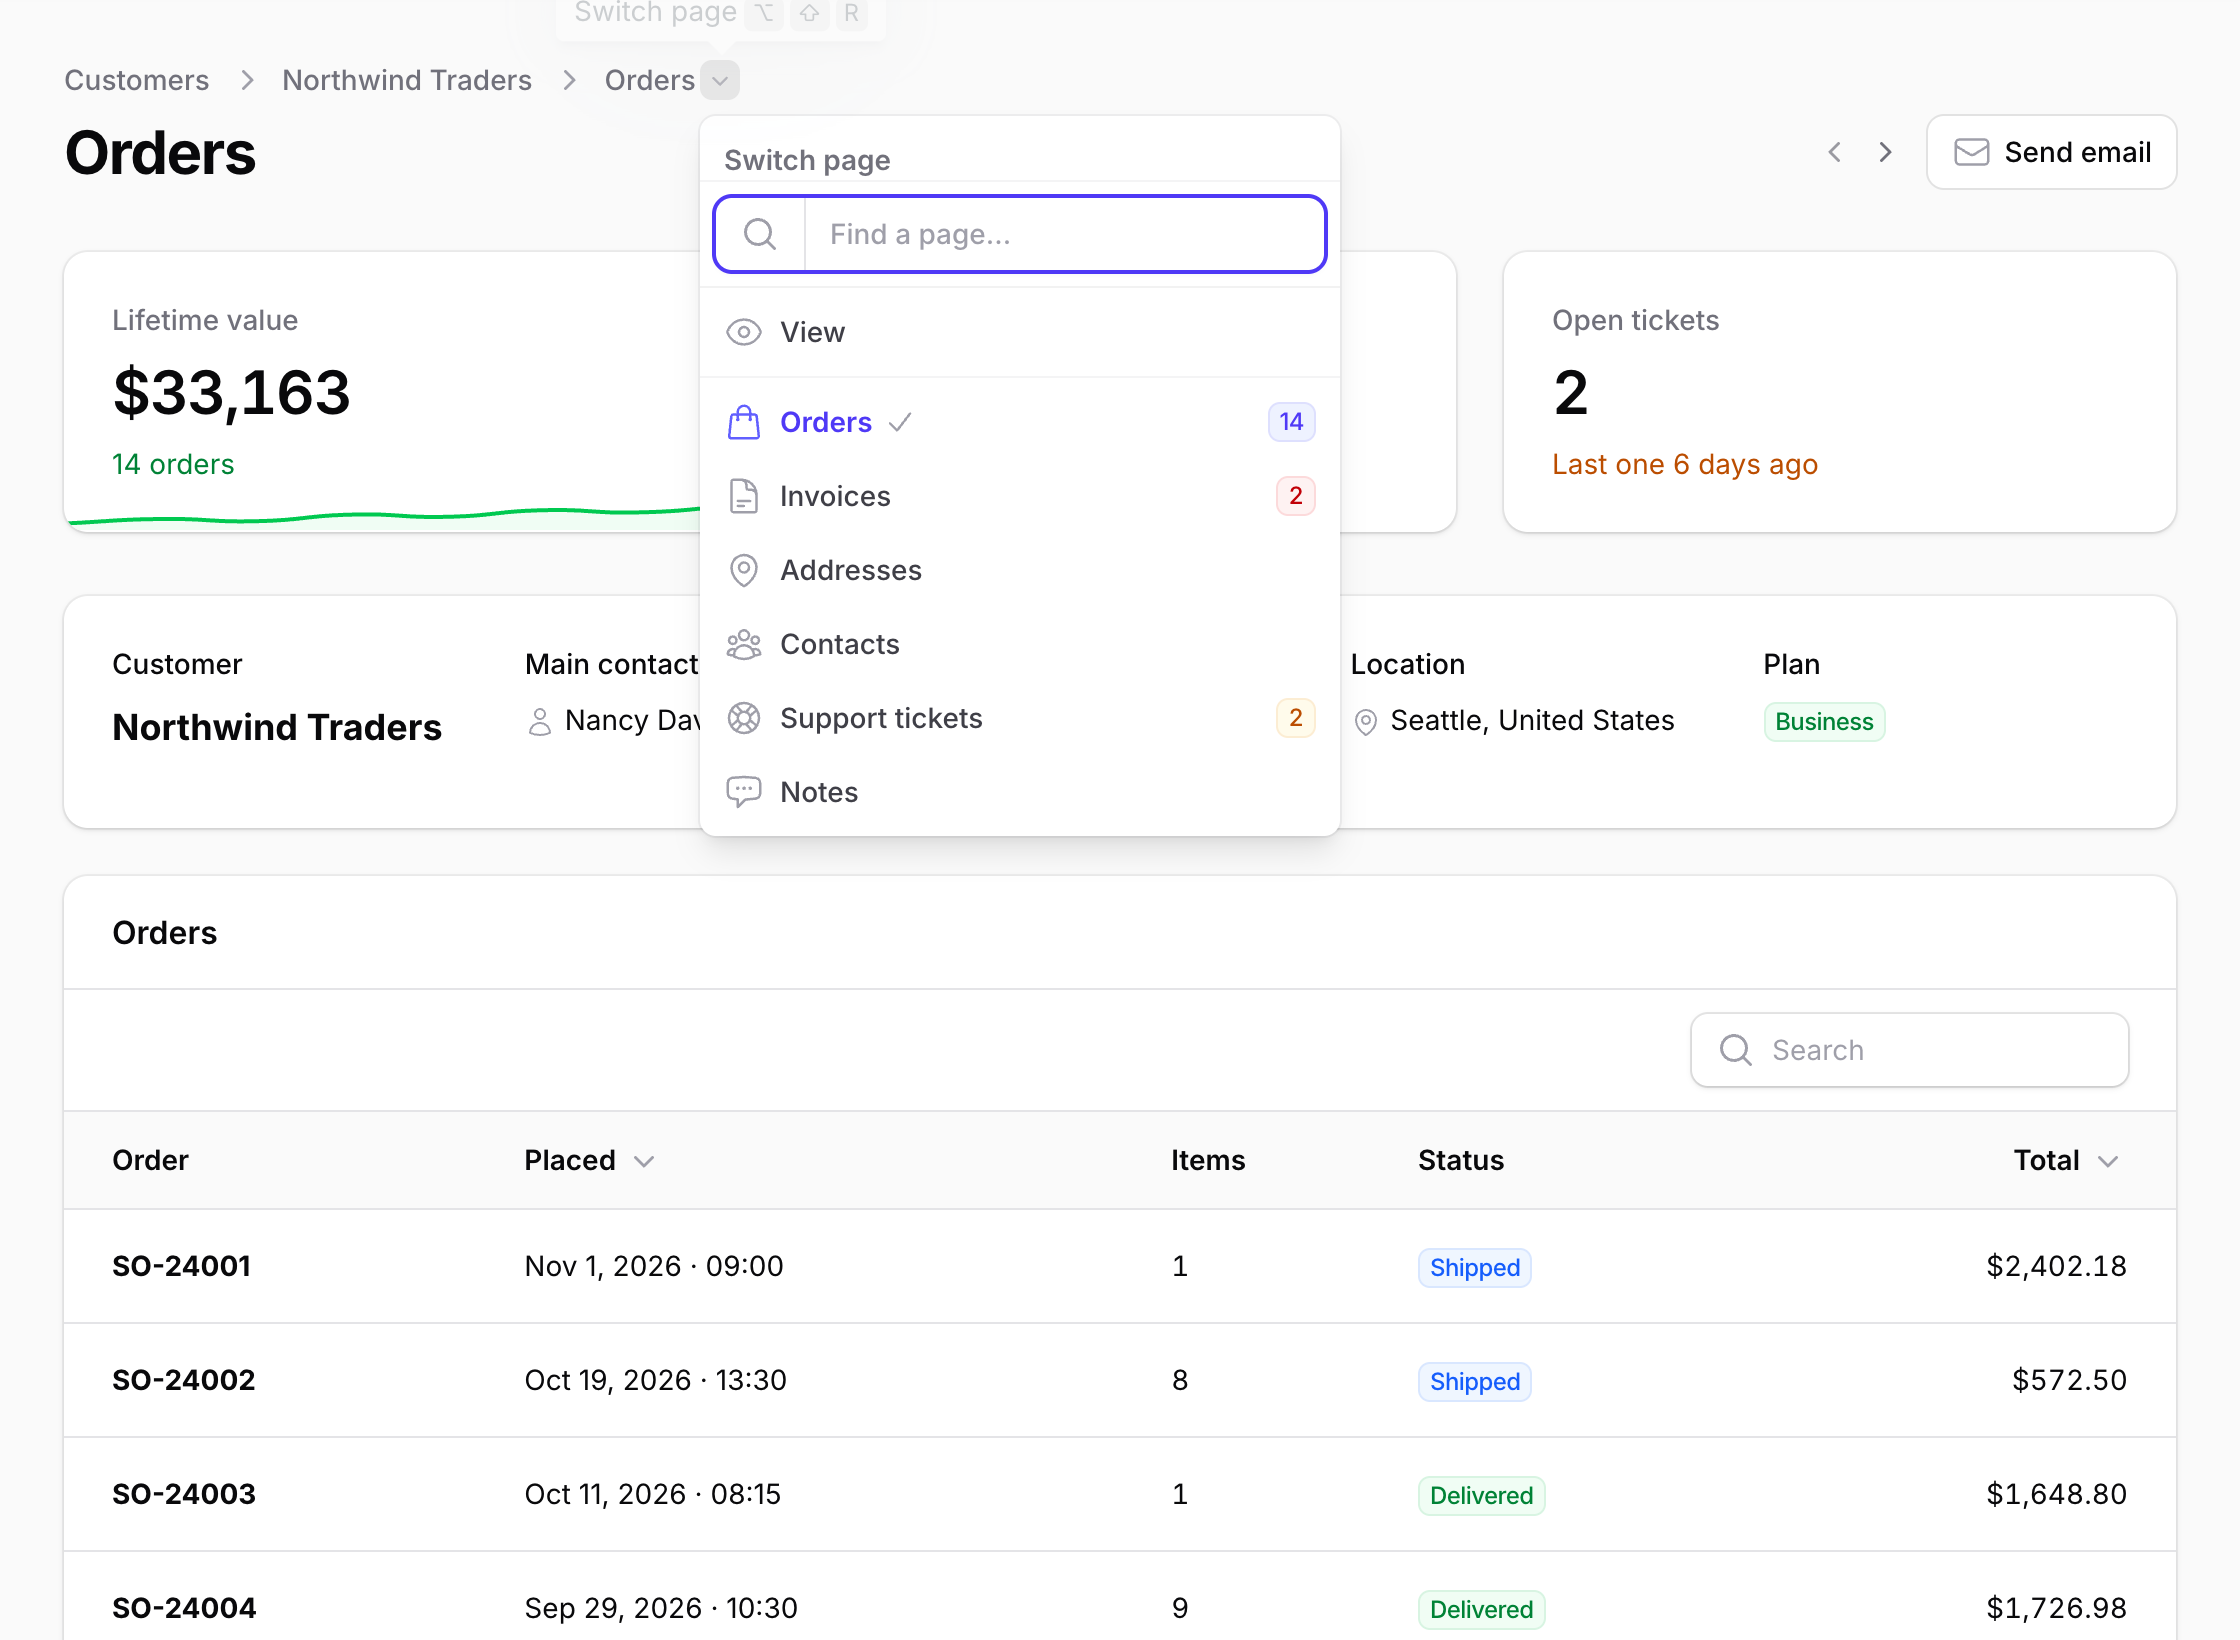 Switch page ⌥ ⇧ R
Customers > Northwind Traders > Orders
Orders
Send email
Switch page
Find a page...
View
Orders 14
Invoices 2
Addresses
Contacts
Support tickets 2
Notes
Lifetime value
$33,163
14 orders
Open tickets
2
Last one 6 days ago
Customer
Northwind Traders
Main contact
Nancy Dav
Location
Seattle, United States
Plan
Business
Orders
Search
Order Placed Items Status Total
SO-24001 Nov 1, 2026 · 09:00 1 Shipped $2,402.18
SO-24002 Oct 19, 2026 · 13:30 8 Shipped $572.50
SO-24003 Oct 11, 2026 · 08:15 1 Delivered $1,648.80
SO-24004 Sep 29, 2026 · 10:30 9 Delivered $1,726.98